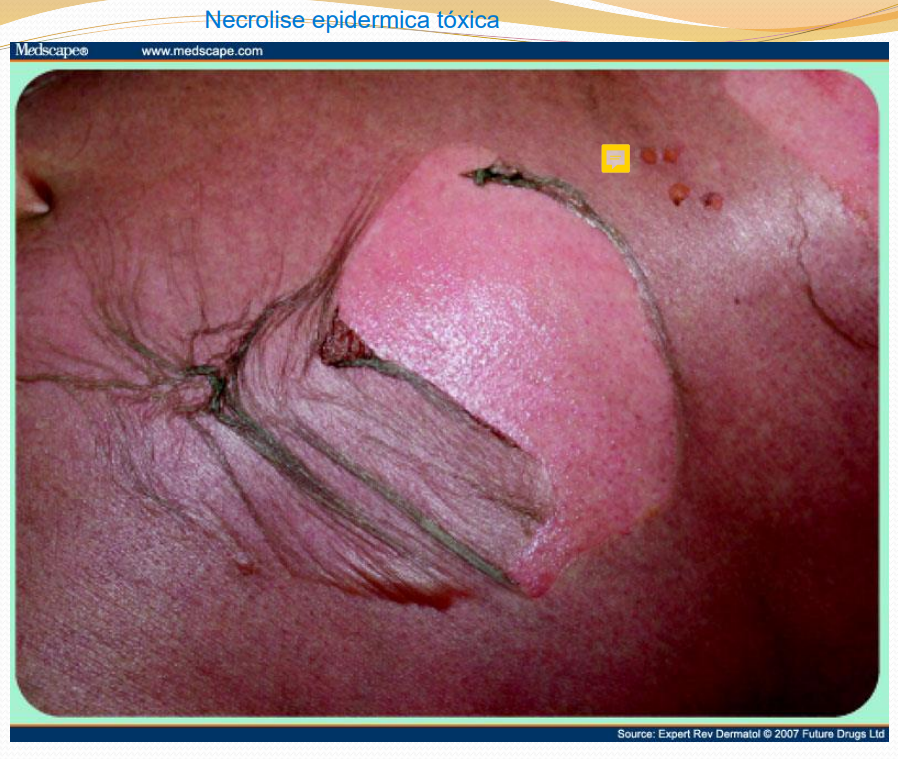 Necrolise epidermica tóxica
Medscape® www.medscape.com
Source: Expert Rev Dermatol © 2007 Future Drugs Ltd